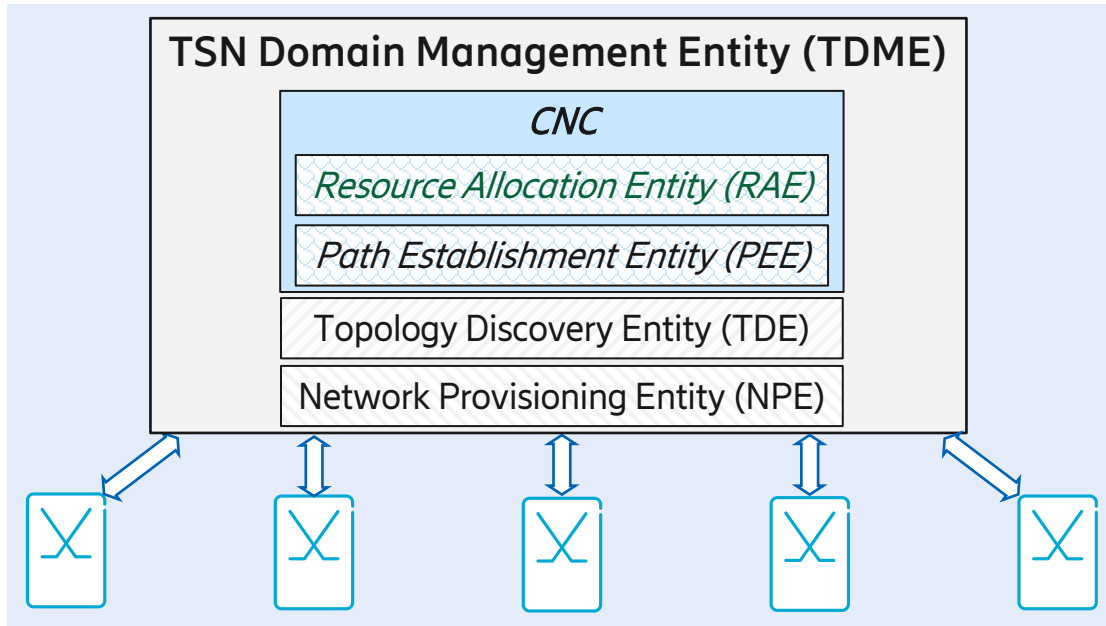 TSN Domain Management Entity (TDME)
CNC
Resource Allocation Entity (RAE)
Path Establishment Entity (PEE)
Topology Discovery Entity (TDE)
Network Provisioning Entity (NPE)